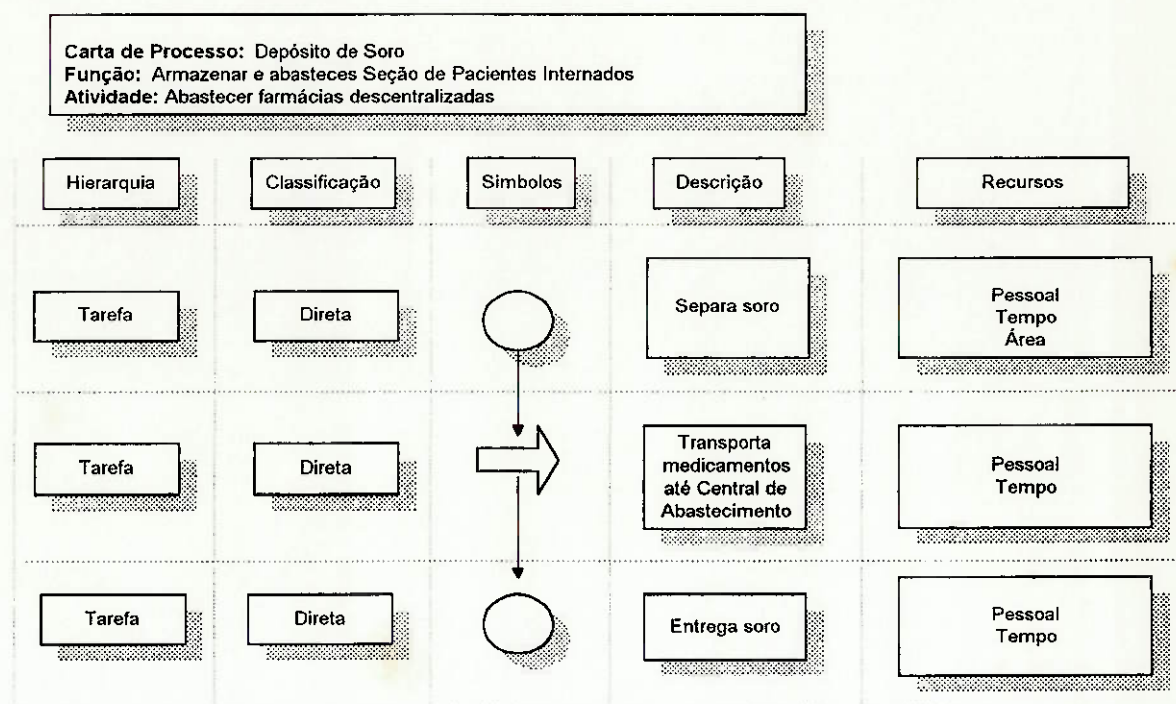 Carta de Processo: Depósito de Soro
Função: Armazenar e abasteces Seção de Pacientes Internados
Atividade: Abastecer farmácias descentralizadas
Hierarquia
Classificação
Simbolos
Descrição
Recursos
Tarefa
Direta
Separa soro
Pessoal
Tempo
Área
Tarefa
Direta
Transporta
medicamentos
até Central de
Abastecimento
Pessoal
Tempo
Tarefa
Direta
Entrega soro
Pessoal
Tempo